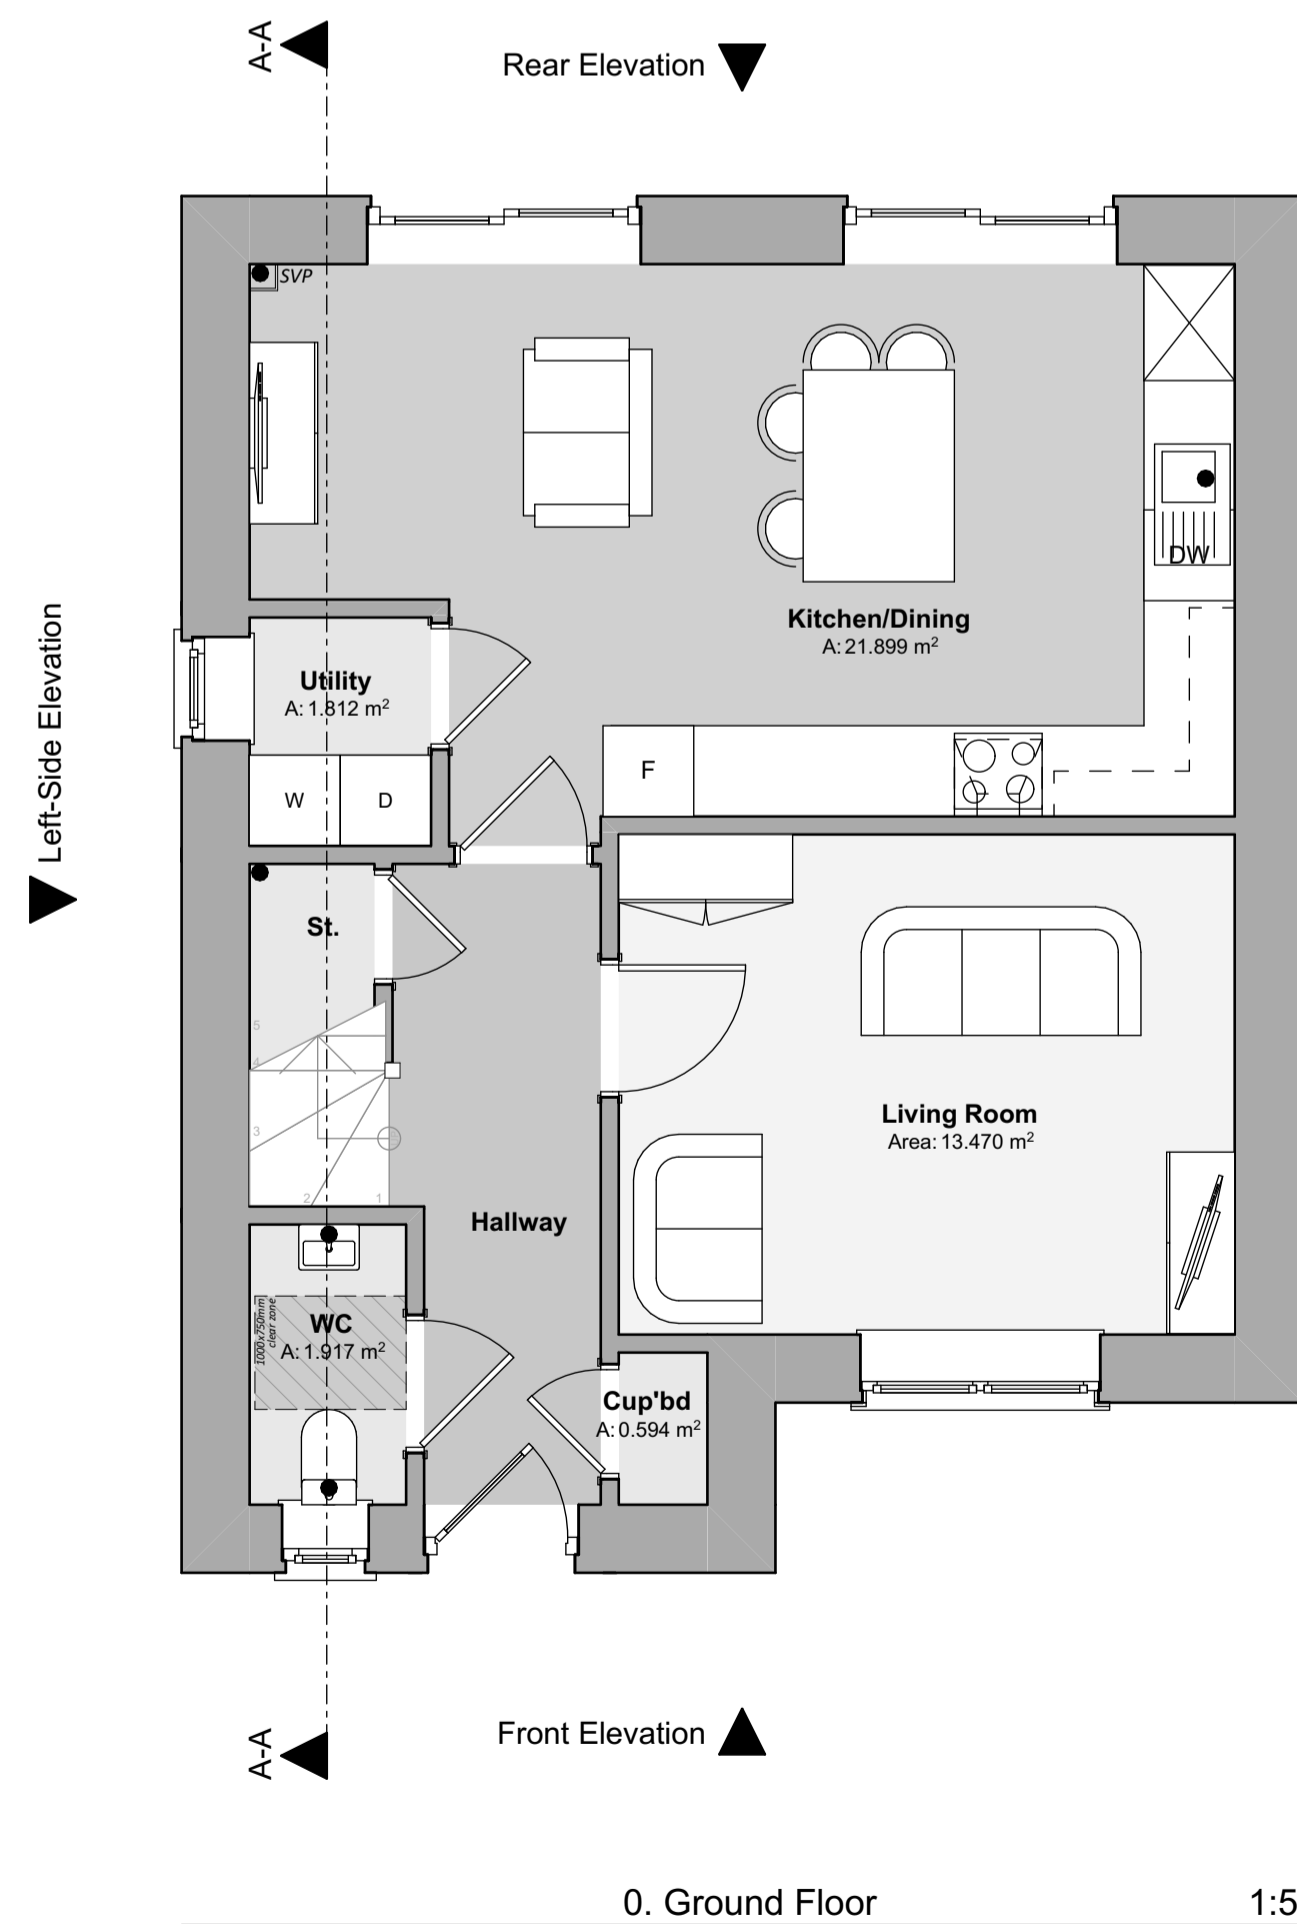 A-A
Rear Elevation
SVP
DW
Kitchen/Dining
A: 21.899 m²
Left-Side Elevation
Utility
A: 1.812 m²
F
W
D
St.
5
4
3
2
1
Living Room
Area: 13.470 m²
Hallway
1000x750mm
clear zone
WC
A: 1.917 m²
Cup'bd
A: 0.594 m²
A-A
Front Elevation
0. Ground Floor
1:5